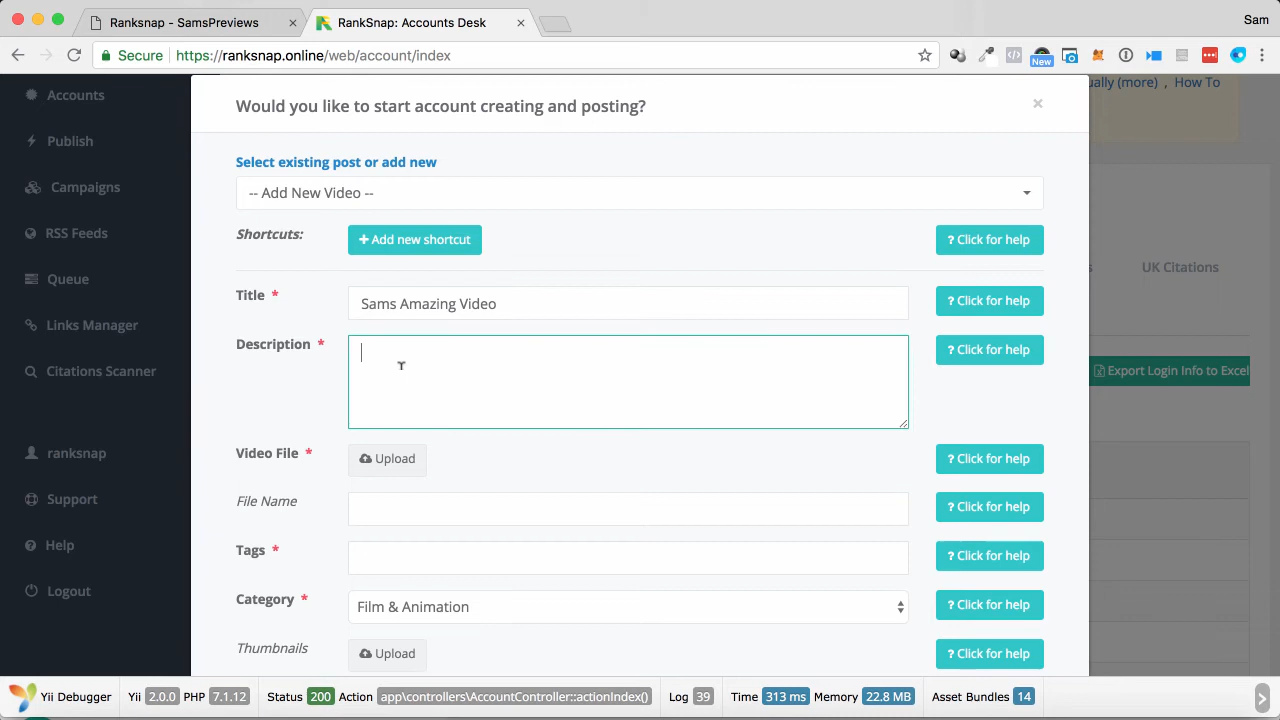 Ranksnap - SamsPreviews
RankSnap: Accounts Desk
Sam
Secure
https://ranksnap.online/web/account/index
New
Accounts
Would you like to start account creating and posting?
ually (more) , How To
Publish
Select existing post or add new
Campaigns
-- Add New Video --
RSS Feeds
Shortcuts:
Add new shortcut
? Click for help
Queue
UK Citations
Title *
Sams Amazing Video
? Click for help
Links Manager
Description *
? Click for help
Citations Scanner
Export Login Info to Excel
ranksnap
Video File *
Upload
? Click for help
Support
File Name
? Click for help
Help
Tags *
? Click for help
Logout
Category *
Film & Animation
? Click for help
Thumbnails
Upload
? Click for help
Yii Debugger
Yii 2.0.0 PHP 7.1.12
Status 200 Action app\controllers\AccountController::actionIndex()
Log 39
Time 313 ms Memory 22.8 MB
Asset Bundles 14